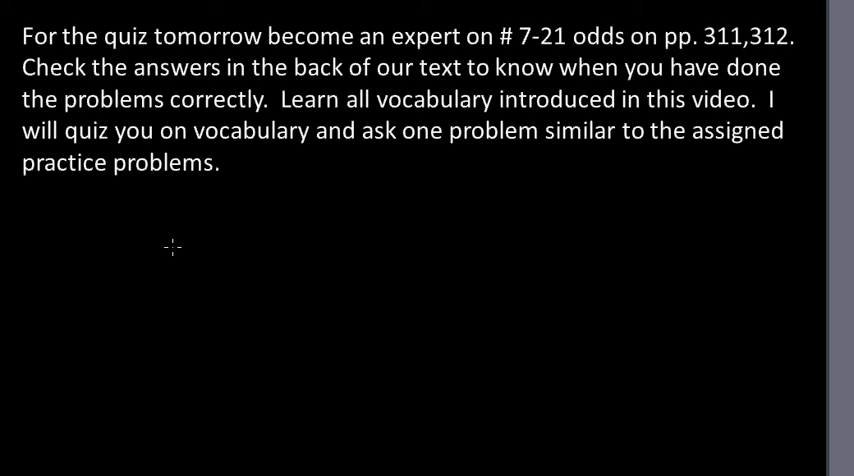 For the quiz tomorrow become an expert on # 7-21 odds on pp. 311,312.
Check the answers in the back of our text to know when you have done
the problems correctly.  Learn all vocabulary introduced in this video.  I
will quiz you on vocabulary and ask one problem similar to the assigned
practice problems.